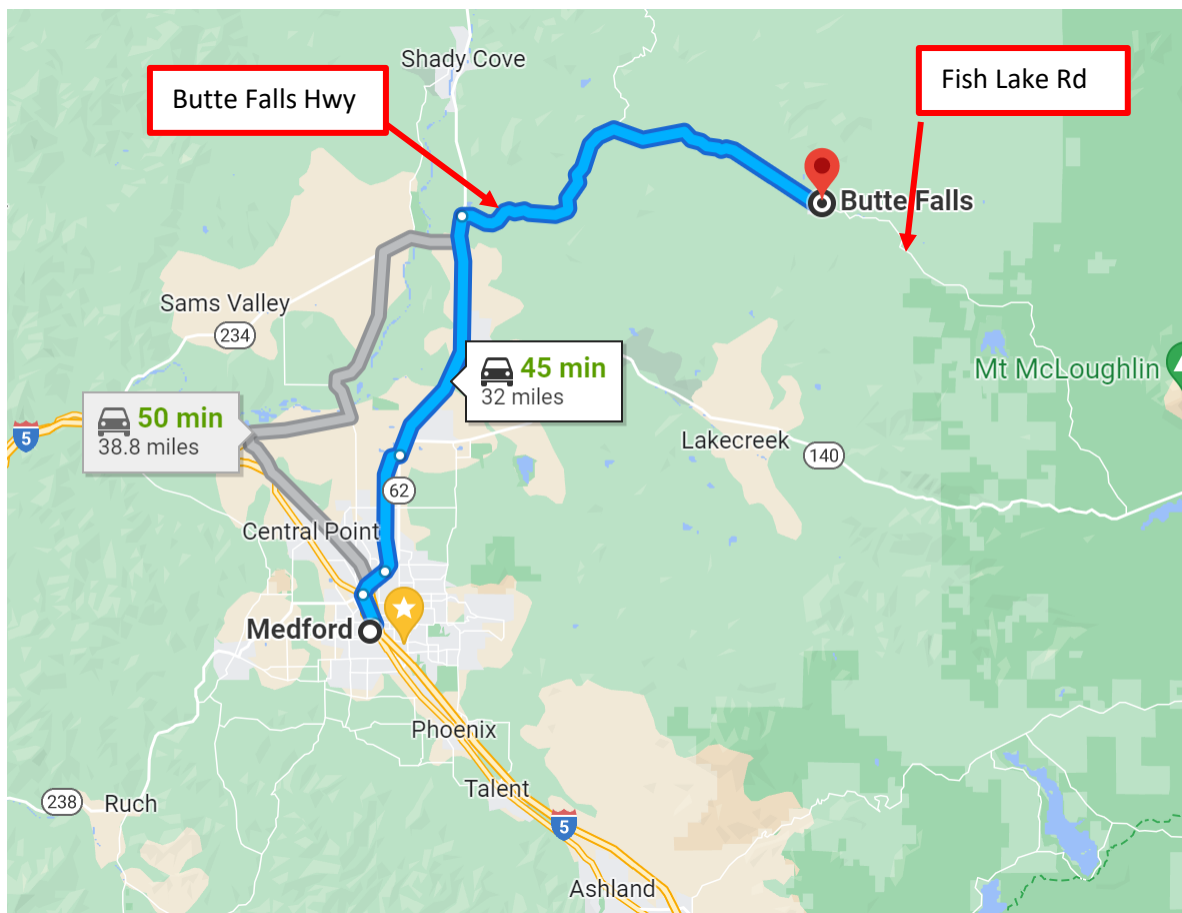 Shady Cove
Fish Lake Rd
Butte Falls Hwy
Butte Falls
Sams Valley
234
45 min
32 miles
Mt McLoughlin
50 min
38.8 miles
5
Lakecreek
140
62
Central Point
Medford
Phoenix
Talent
238
Ruch
5
Ashland